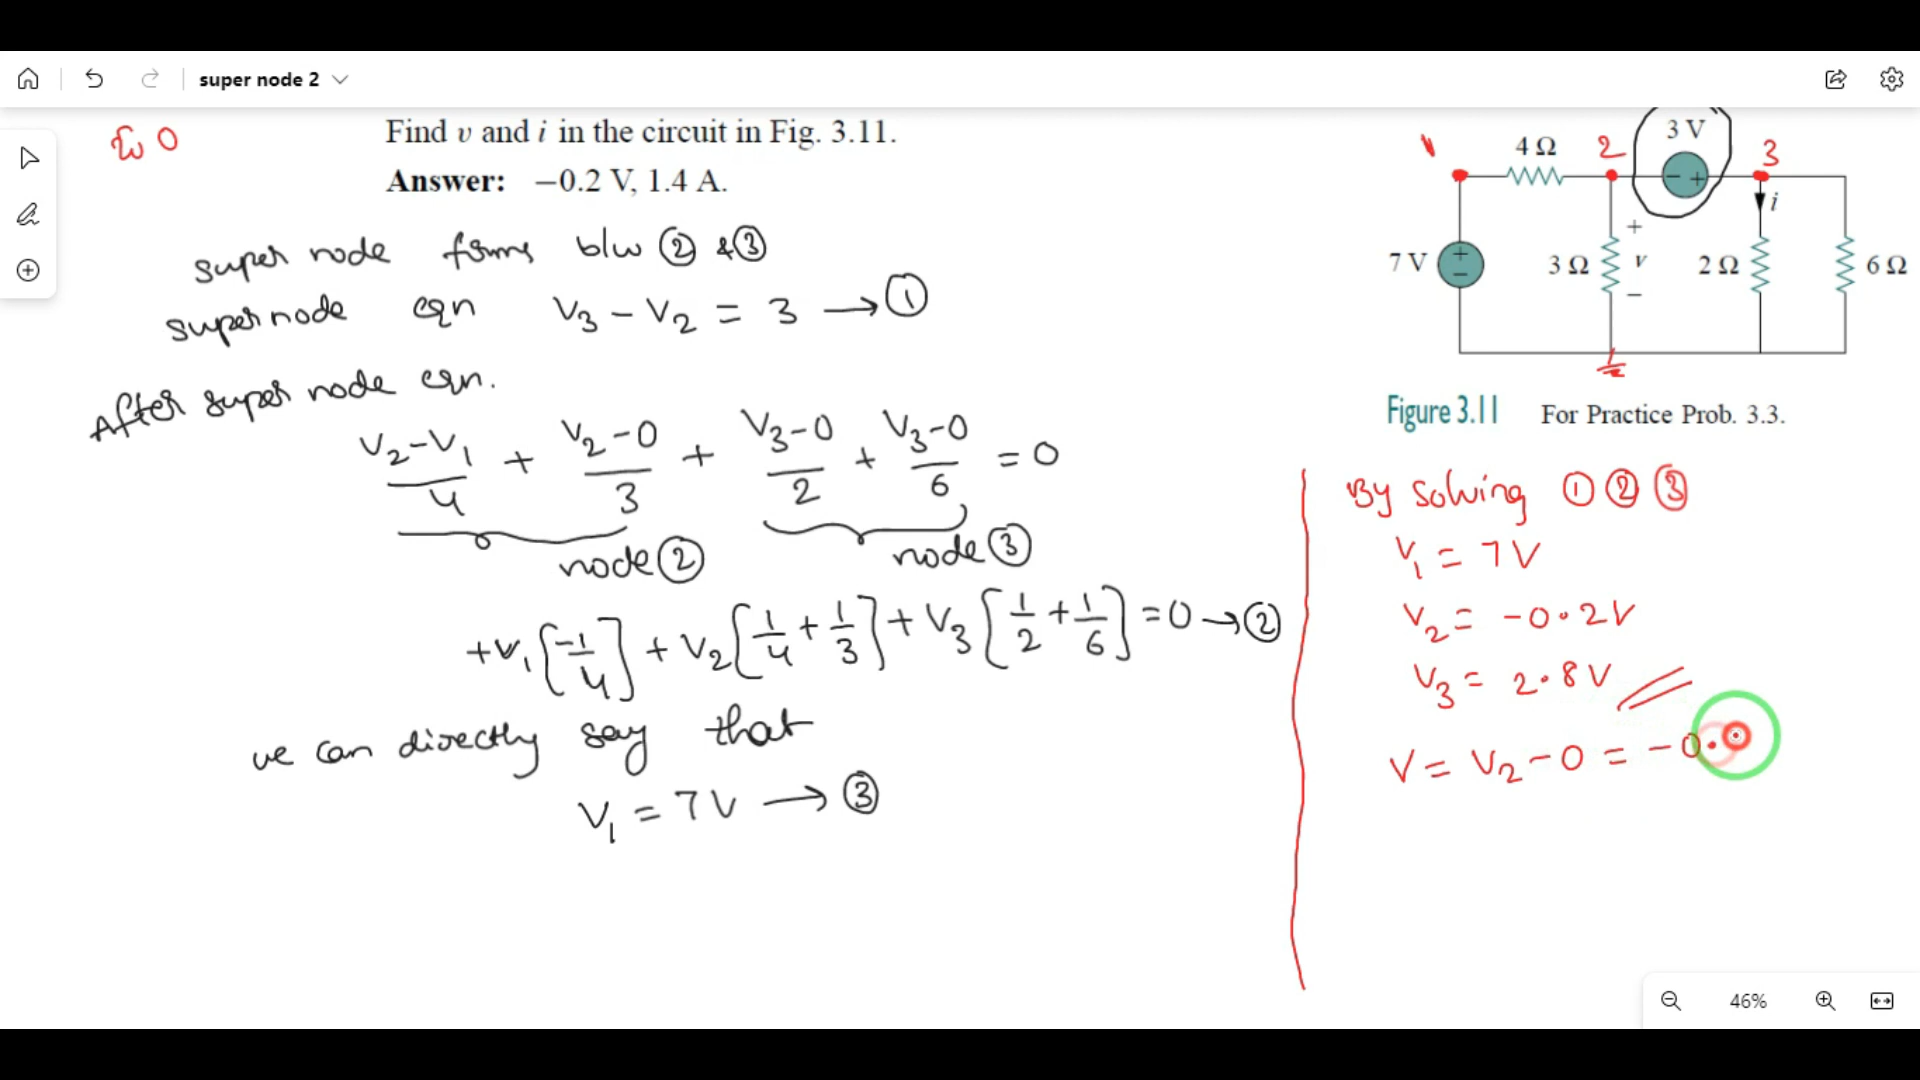 super node 2
Find v and i in the circuit in Fig. 3.11.
Answer: −0.2 V, 1.4 A.
super node forms b/w ② & ③
supernode eqn V₃ − V₂ = 3 → ①
After super node eqn.
(V₂−V₁)/4 + (V₂−0)/3 + (V₃−0)/2 + (V₃−0)/6 = 0
node ② node ③
+V₁[−1/4] + V₂[1/4 + 1/3] + V₃[1/2 + 1/6] = 0 → ②
we can directly say that
V₁ = 7V → ③
3 V
4 Ω 2 3
i
+
7 V + − 3 Ω v 2 Ω 6 Ω
−
Figure 3.11 For Practice Prob. 3.3.
By solving ① ② ③
V₁ = 7V
V₂ = −0.2V
V₃ = 2.8V
V = V₂ − 0 = −0.
46%